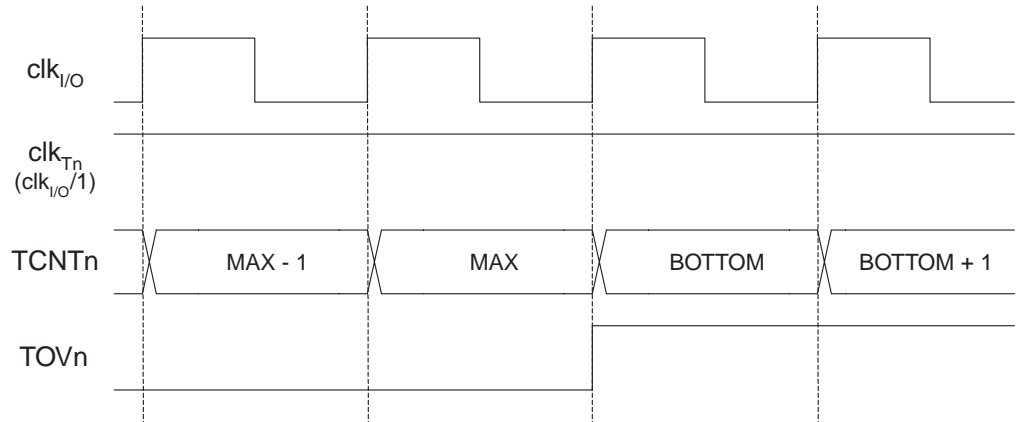 clkI/O
clkTn
(clkI/O/1)
TCNTn MAX - 1 MAX BOTTOM BOTTOM + 1
TOVn